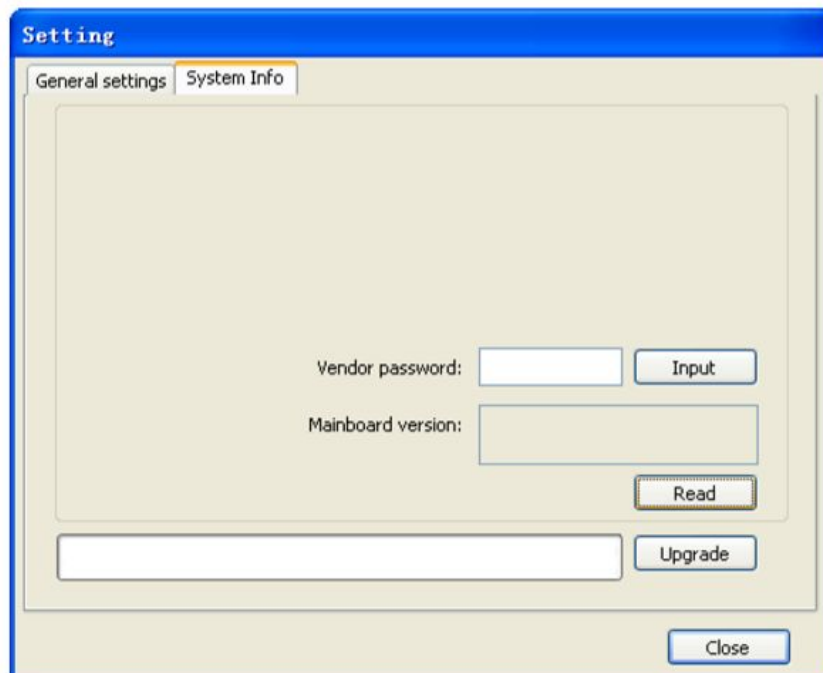 Setting
General settings System Info
Vendor password: Input
Mainboard version:
Read
Upgrade
Close